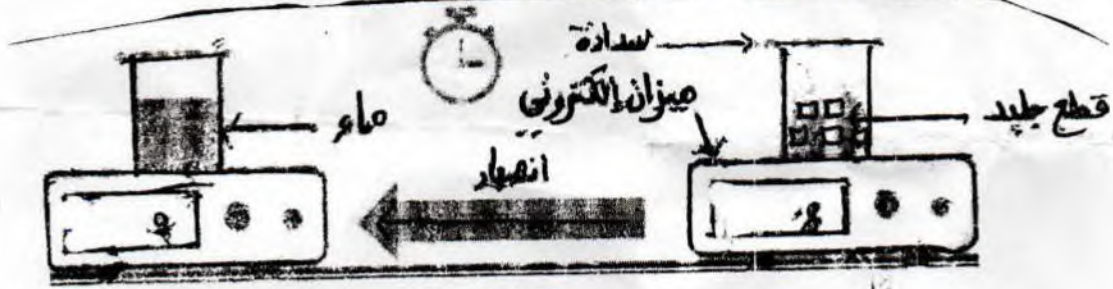 سدادة
ميزان إلكتروني
قطع جليد
ماء
انصهار
g
g